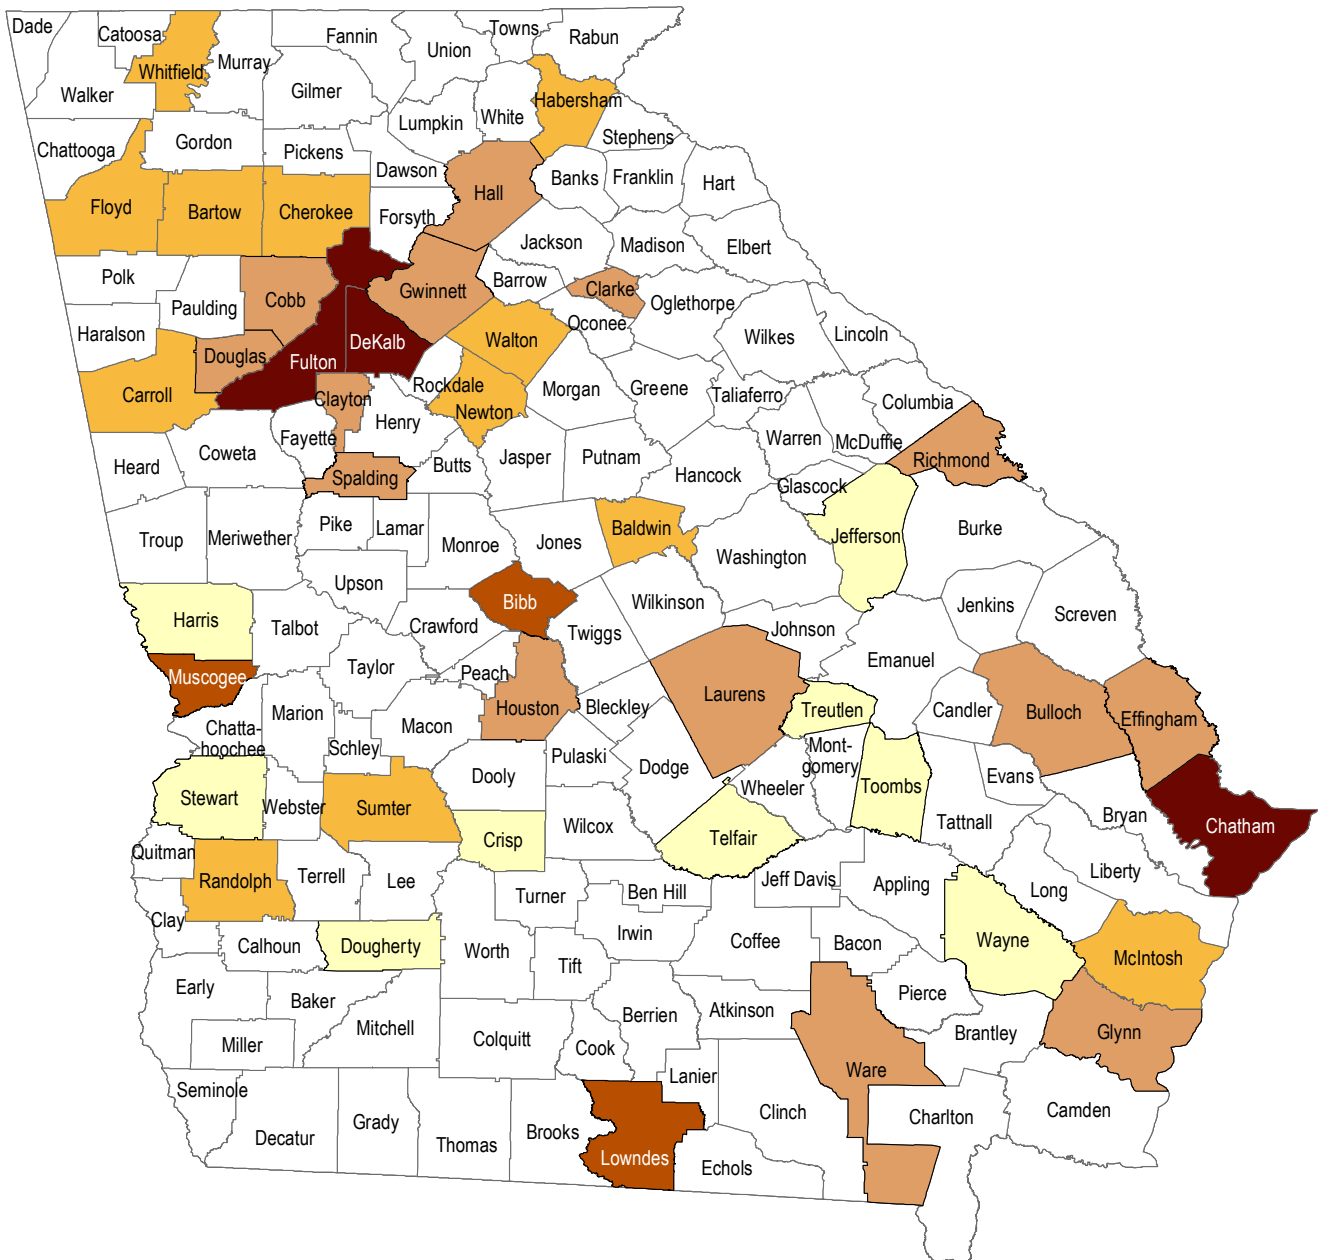 Dade
Catoosa
Whitfield
Murray
Fannin
Union
Towns
Rabun
Walker
Gilmer
Habersham
White
Lumpkin
Stephens
Chattooga
Gordon
Pickens
Dawson
Hall
Banks
Franklin
Hart
Floyd
Bartow
Cherokee
Forsyth
Jackson
Madison
Elbert
Polk
Paulding
Cobb
Gwinnett
Barrow
Clarke
Oglethorpe
Haralson
Douglas
Fulton
DeKalb
Walton
Oconee
Wilkes
Lincoln
Carroll
Clayton
Rockdale
Newton
Morgan
Greene
Taliaferro
Columbia
Heard
Coweta
Fayette
Henry
Spalding
Butts
Jasper
Putnam
Hancock
Warren
McDuffie
Glascock
Richmond
Troup
Meriwether
Pike
Lamar
Monroe
Jones
Baldwin
Washington
Jefferson
Burke
Harris
Talbot
Upson
Crawford
Bibb
Twiggs
Wilkinson
Johnson
Jenkins
Screven
Muscogee
Taylor
Peach
Houston
Bleckley
Laurens
Treutlen
Emanuel
Candler
Bulloch
Effingham
Chatta-
hoochee
Marion
Schley
Macon
Dooly
Pulaski
Dodge
Wheeler
Mont-
gomery
Toombs
Evans
Tattnall
Bryan
Chatham
Stewart
Webster
Sumter
Crisp
Wilcox
Telfair
Liberty
Long
Quitman
Randolph
Terrell
Lee
Turner
Ben Hill
Jeff Davis
Appling
Clay
Calhoun
Dougherty
Worth
Tift
Irwin
Coffee
Bacon
Wayne
McIntosh
Early
Baker
Mitchell
Miller
Colquitt
Cook
Berrien
Atkinson
Pierce
Brantley
Glynn
Seminole
Decatur
Grady
Thomas
Brooks
Lowndes
Lanier
Echols
Clinch
Ware
Charlton
Camden